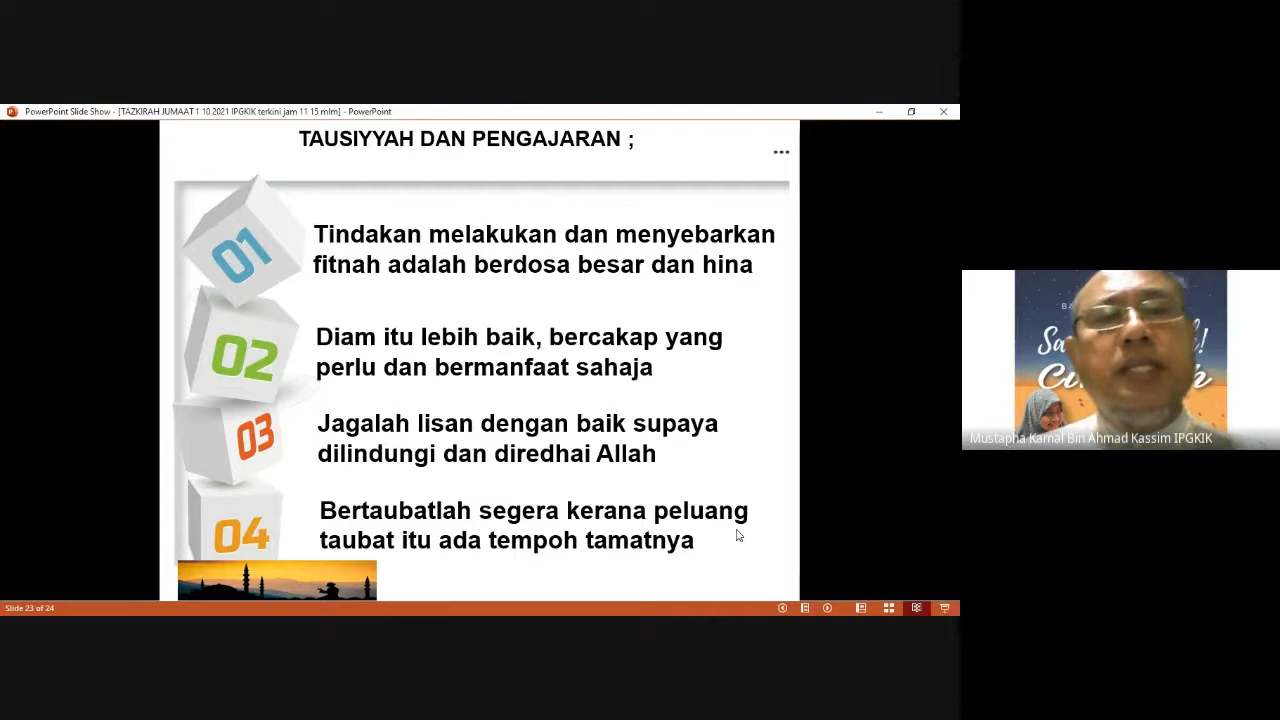 PowerPoint Slide Show - [TAZKIRAH JUMAAT 1 10 2021 IPGKIK terkini jam 11 15 mlm] - PowerPoint
TAUSIYYAH DAN PENGAJARAN ;
01
Tindakan melakukan dan menyebarkan
fitnah adalah berdosa besar dan hina
02
Diam itu lebih baik, bercakap yang
perlu dan bermanfaat sahaja
03
Jagalah lisan dengan baik supaya
dilindungi dan diredhai Allah
04
Bertaubatlah segera kerana peluang
taubat itu ada tempoh tamatnya
Slide 23 of 24
Mustapha Kamal Bin Ahmad Kassim IPGKIK